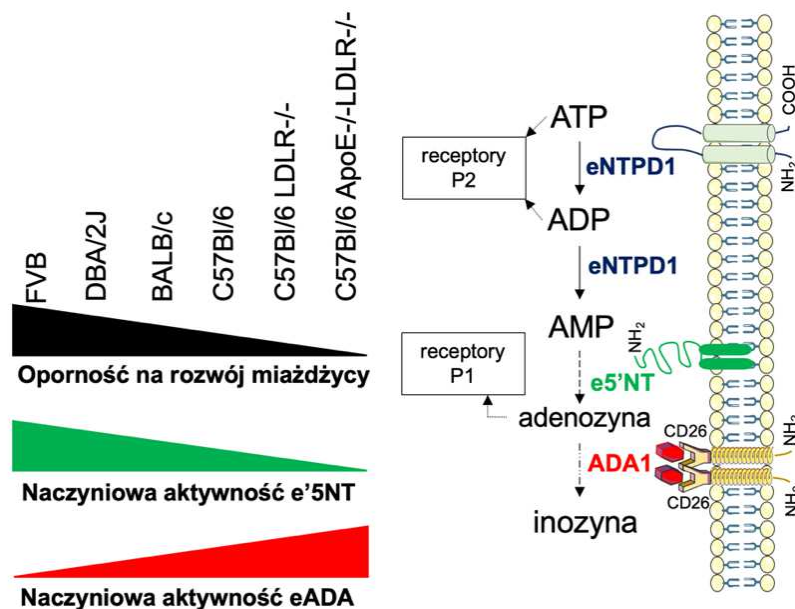 FVB
DBA/2J
BALB/c
C57Bl/6
C57Bl/6 LDLR-/-
C57Bl/6 ApoE-/-LDLR-/-
Oporność na rozwój miażdżycy
Naczyniowa aktywność e'5NT
Naczyniowa aktywność eADA
ATP
receptory
P2
eNTPD1
ADP
eNTPD1
AMP
receptory
P1
e5'NT
adenozyna
ADA1
inozyna
COOH
NH2
NH2
CD26
CD26
NH2
NH2